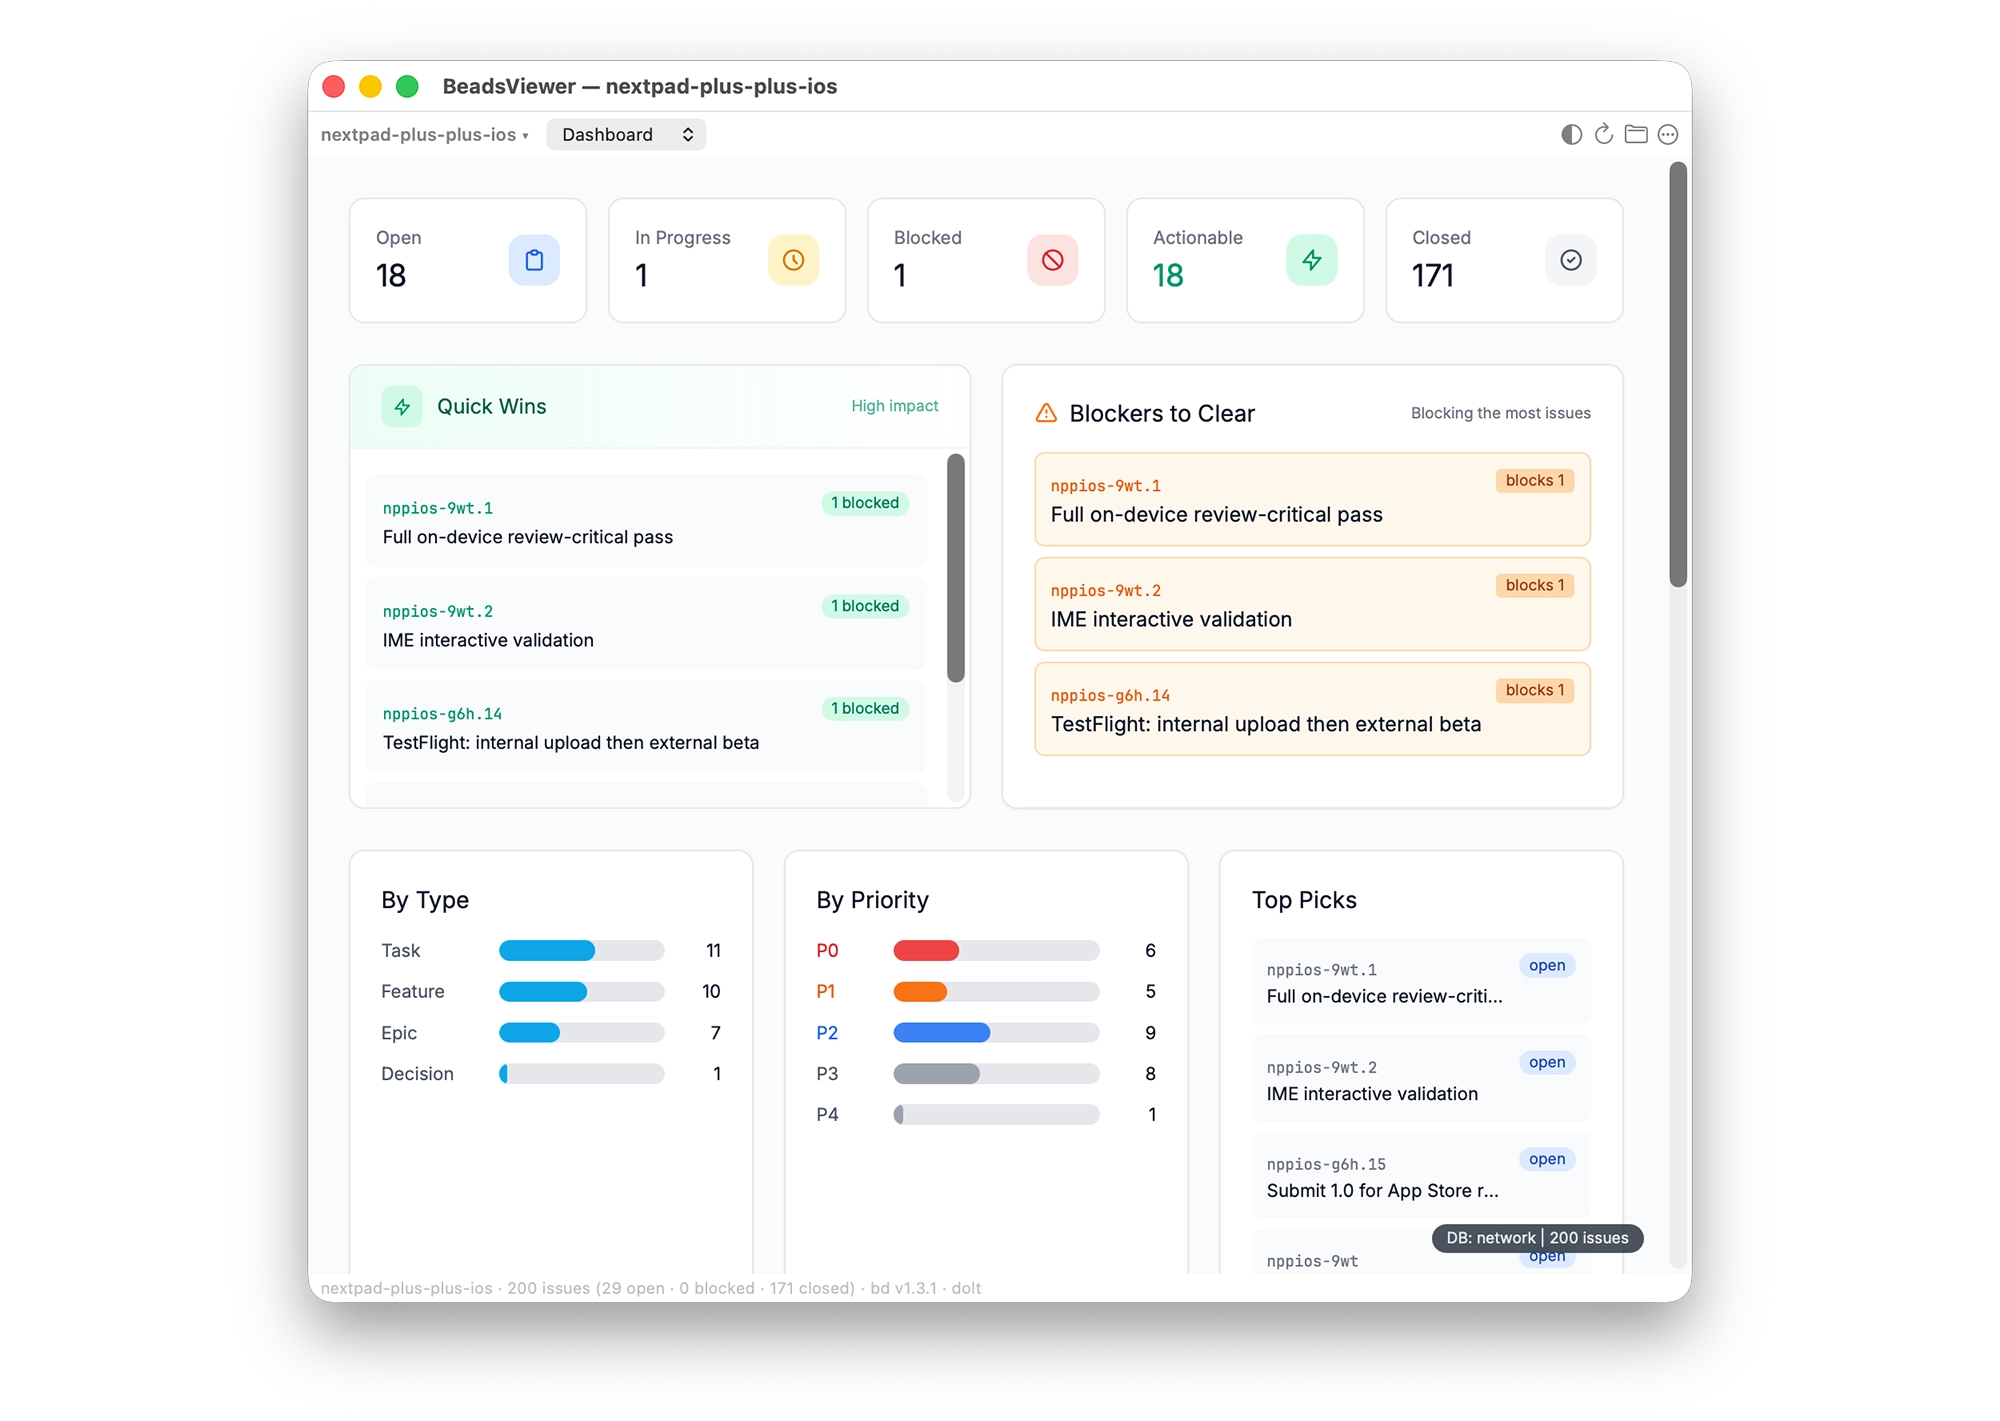 BeadsViewer — nextpad-plus-plus-ios
nextpad-plus-plus-ios ▾
Dashboard
Open
18
In Progress
1
Blocked
1
Actionable
18
Closed
171
Quick Wins
High impact
nppios-9wt.1
1 blocked
Full on-device review-critical pass
nppios-9wt.2
1 blocked
IME interactive validation
nppios-g6h.14
1 blocked
TestFlight: internal upload then external beta
Blockers to Clear
Blocking the most issues
nppios-9wt.1
blocks 1
Full on-device review-critical pass
nppios-9wt.2
blocks 1
IME interactive validation
nppios-g6h.14
blocks 1
TestFlight: internal upload then external beta
By Type
Task 11
Feature 10
Epic 7
Decision 1
By Priority
P0 6
P1 5
P2 9
P3 8
P4 1
Top Picks
nppios-9wt.1
open
Full on-device review-criti...
nppios-9wt.2
open
IME interactive validation
nppios-g6h.15
open
Submit 1.0 for App Store r...
nppios-9wt
open
DB: network | 200 issues
nextpad-plus-plus-ios · 200 issues (29 open · 0 blocked · 171 closed) · bd v1.3.1 · dolt